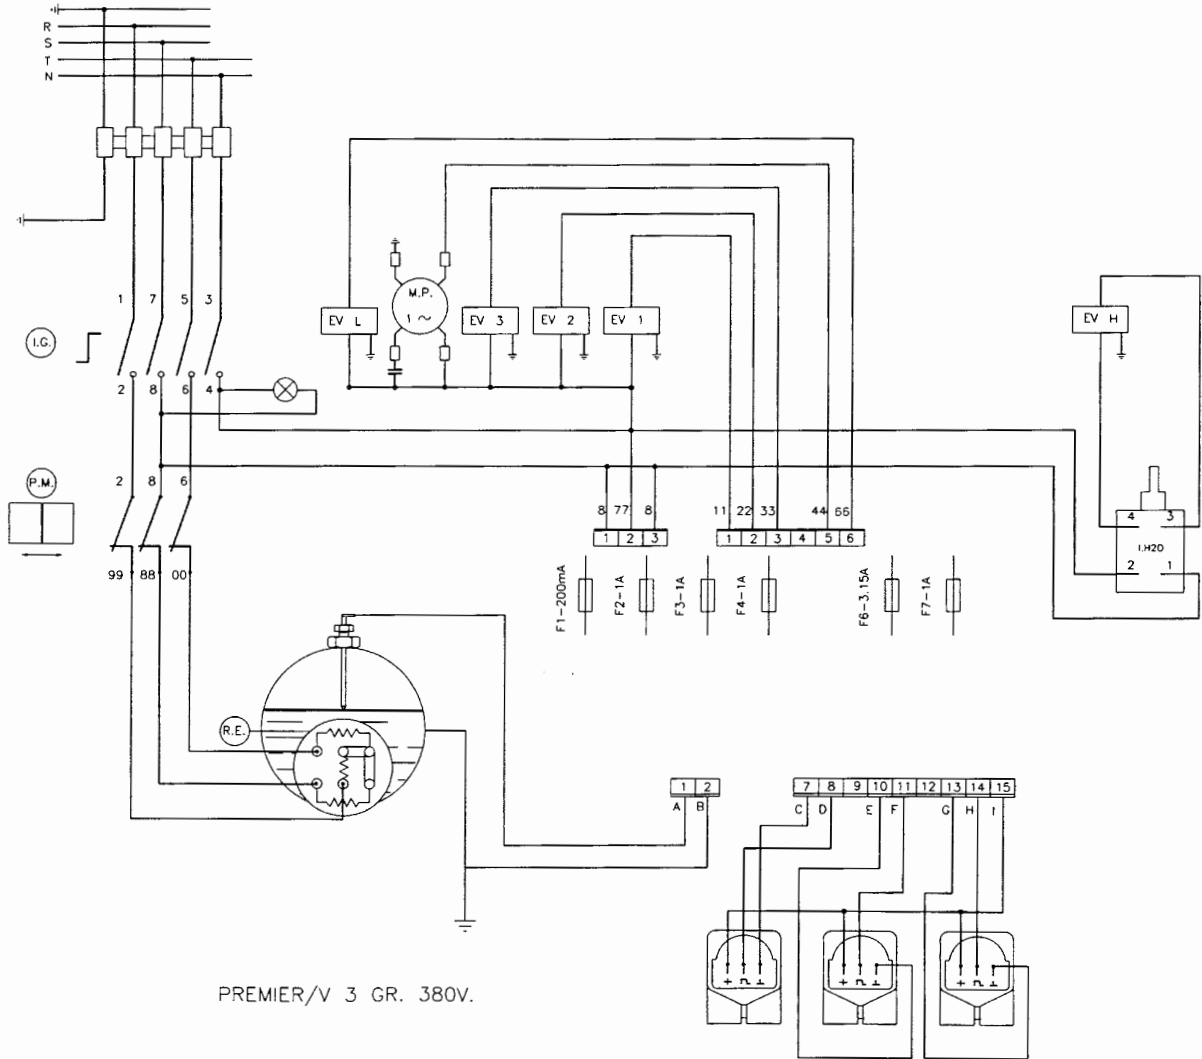 R
S
T
N
1 7 5 3
I.G.
2 8 6 4
M.P.
1 ~
EV L
EV 3
EV 2
EV 1
EV H
P.M.
2 8 6
99 88 00
8 77 8
1 2 3
11 22 33 44 66
1 2 3 4 5 6
4 3
I.H2O
2 1
F1-200mA
F2-1A
F3-1A
F4-1A
F6-3.15A
F7-1A
R.E.
1 2
A B
7 8 9 10 11 12 13 14 15
C D E F G H I
+
+
+
PREMIER/V 3 GR. 380V.